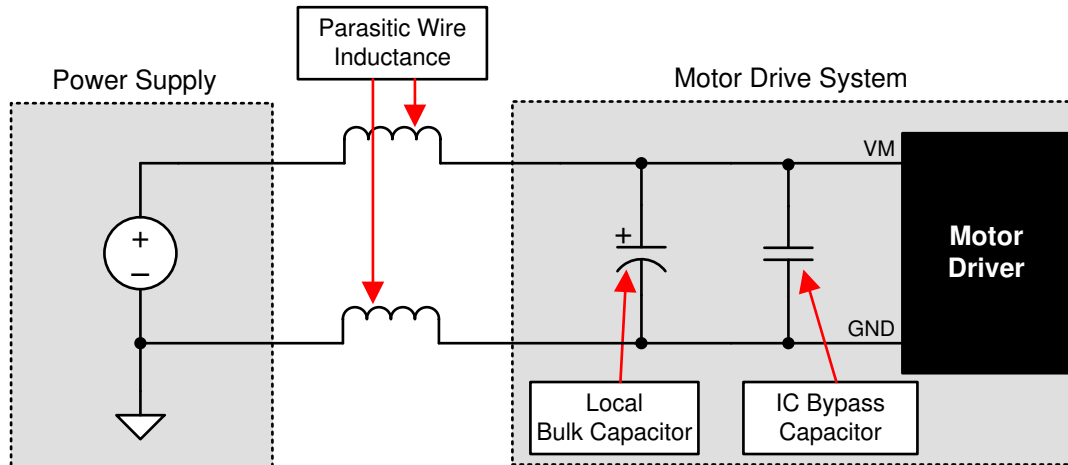 Parasitic Wire
Inductance
Power Supply
Motor Drive System
VM
+
−
+
Motor
Driver
GND
Local
Bulk Capacitor
IC Bypass
Capacitor